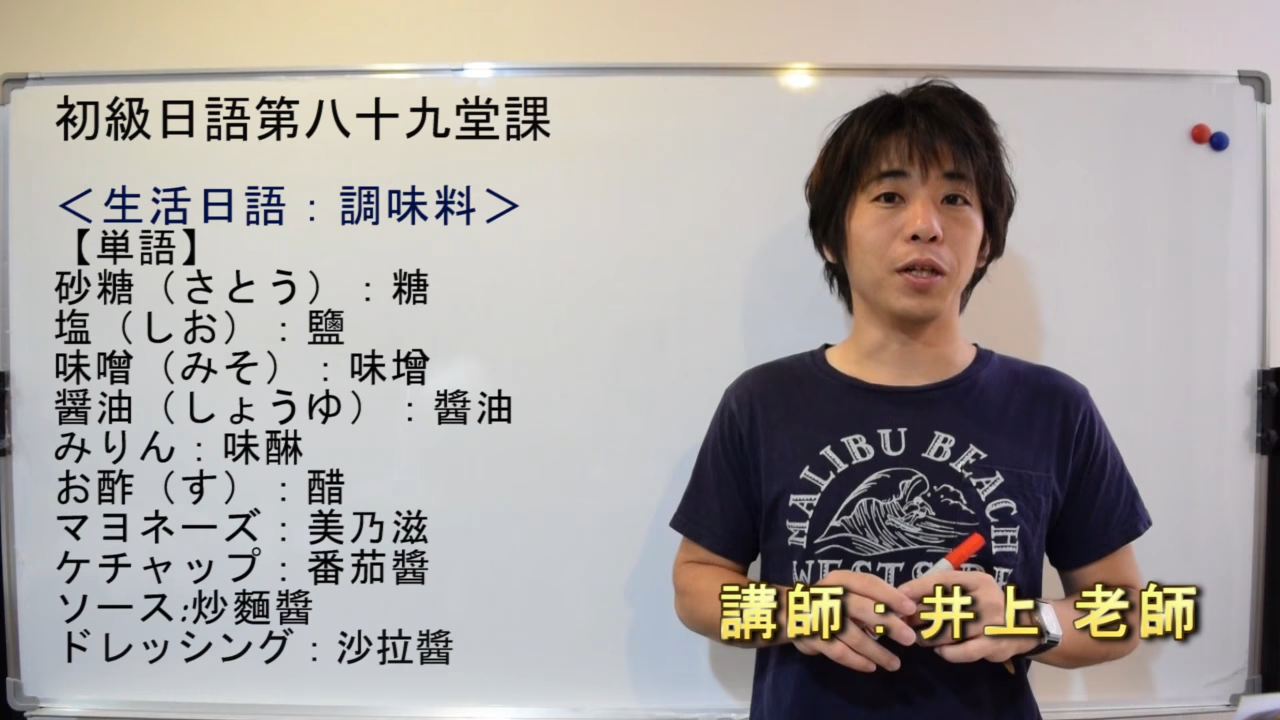 初級日語第八十九堂課
＜生活日語：調味料＞
【単語】
砂糖（さとう）：糖
塩（しお）：鹽
味噌（みそ）：味增
醤油（しょうゆ）：醬油
みりん：味醂
お酢（す）：醋
マヨネーズ：美乃滋
ケチャップ：番茄醬
ソース:炒麵醬
ドレッシング：沙拉醬
MALIBU BEACH
WESTSIDE
講師：井上 老師